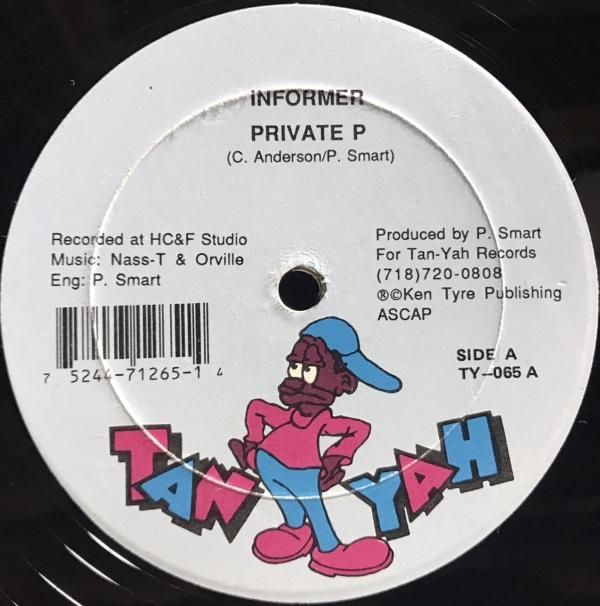 INFORMER
PRIVATE P
(C. Anderson/P. Smart)
Recorded at HC&F Studio
Music: Nass-T & Orville
Eng: P. Smart
Produced by P. Smart
For Tan-Yah Records
(718)720-0808
®©Ken Tyre Publishing
ASCAP
7 5244-71265-1 4
SIDE A
TY-065 A
TAN YAH